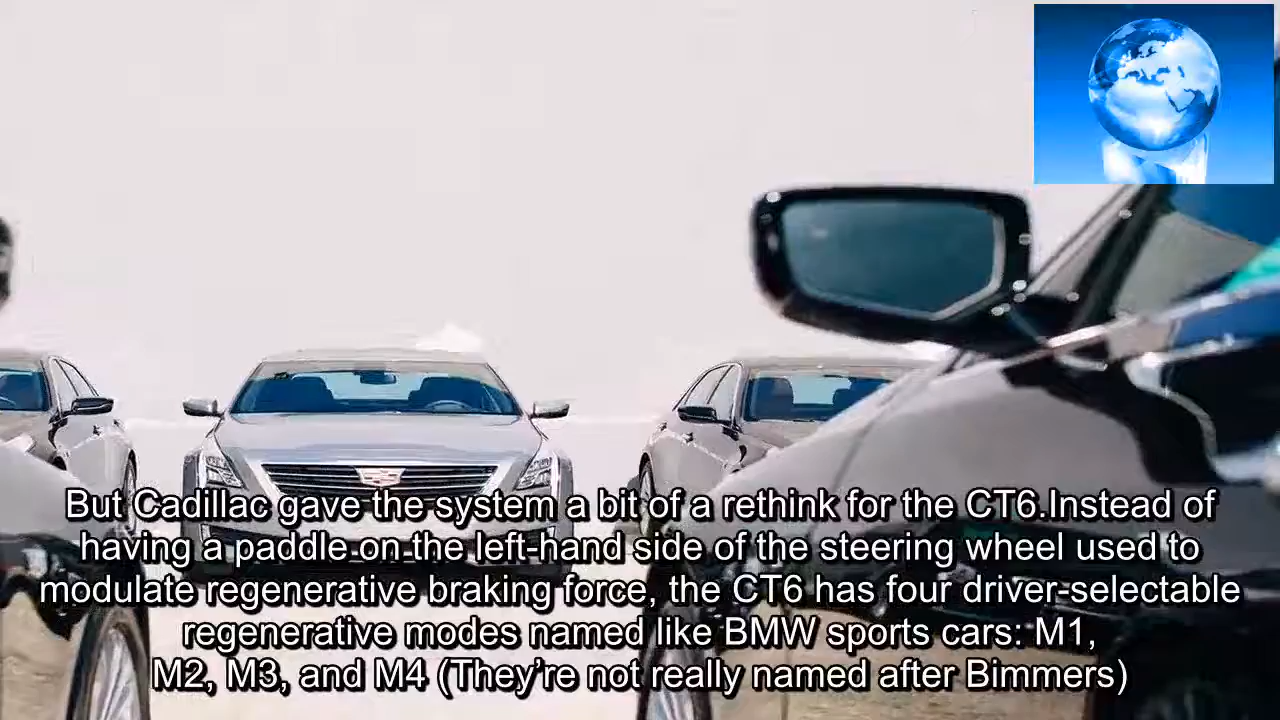 But Cadillac gave the system a bit of a rethink for the CT6.Instead of
having a paddle on the left-hand side of the steering wheel used to
modulate regenerative braking force, the CT6 has four driver-selectable
regenerative modes named like BMW sports cars: M1,
M2, M3, and M4 (They’re not really named after Bimmers)